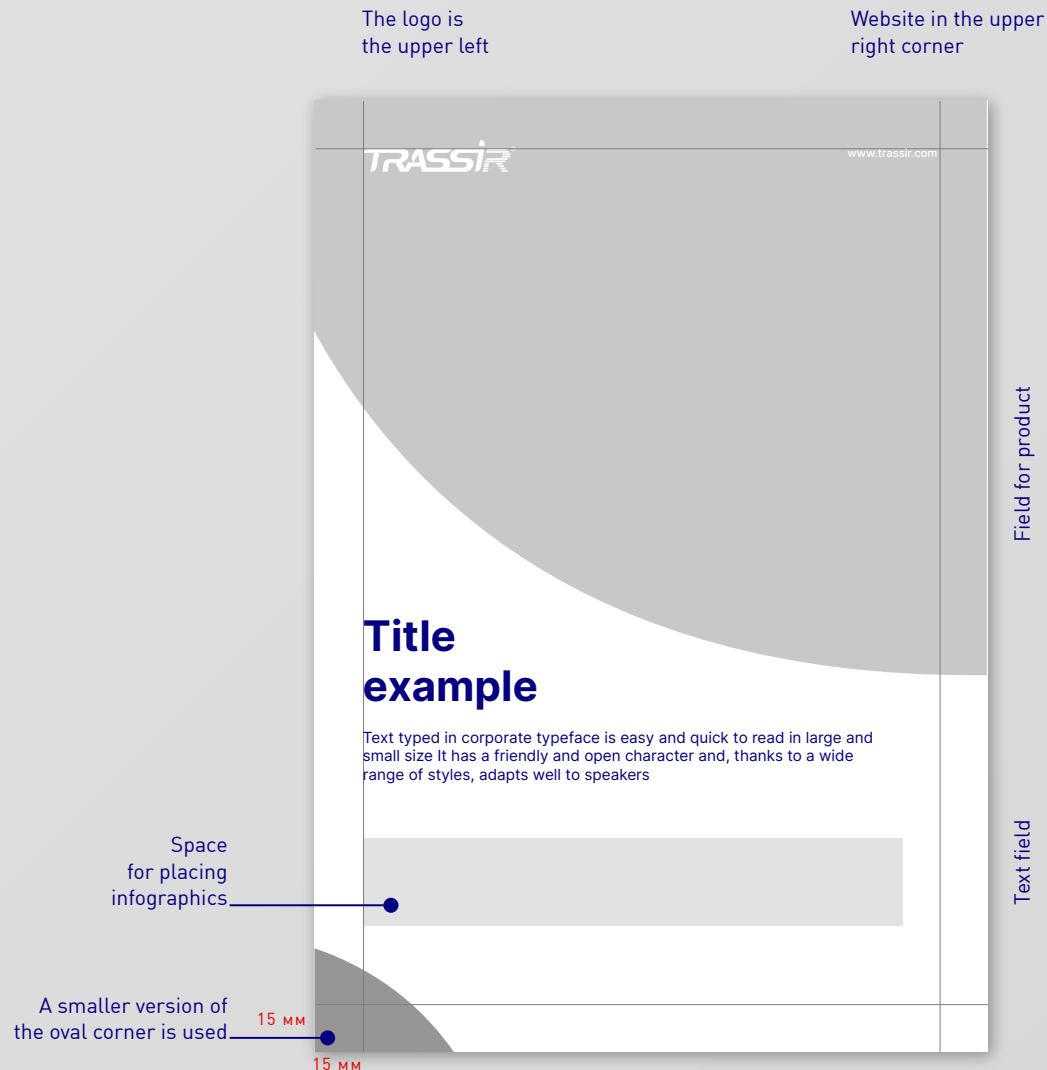 The logo is
the upper left
Website in the upper
right corner
TRASSIR
www.trassir.com
Field for product
Title
example
Text typed in corporate typeface is easy and quick to read in large and
small size It has a friendly and open character and, thanks to a wide
range of styles, adapts well to speakers
Space
for placing
infographics
Text field
A smaller version of
the oval corner is used
15 мм
15 мм